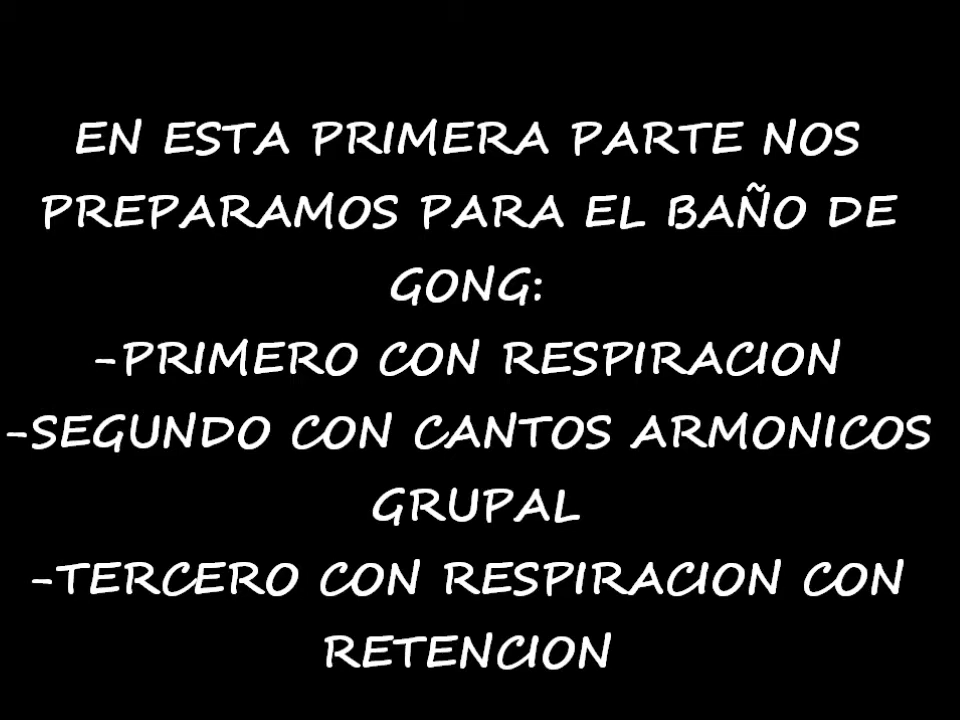 EN ESTA PRIMERA PARTE NOS
PREPARAMOS PARA EL BAÑO DE
GONG:
-PRIMERO CON RESPIRACION
-SEGUNDO CON CANTOS ARMONICOS
GRUPAL
-TERCERO CON RESPIRACION CON
RETENCION